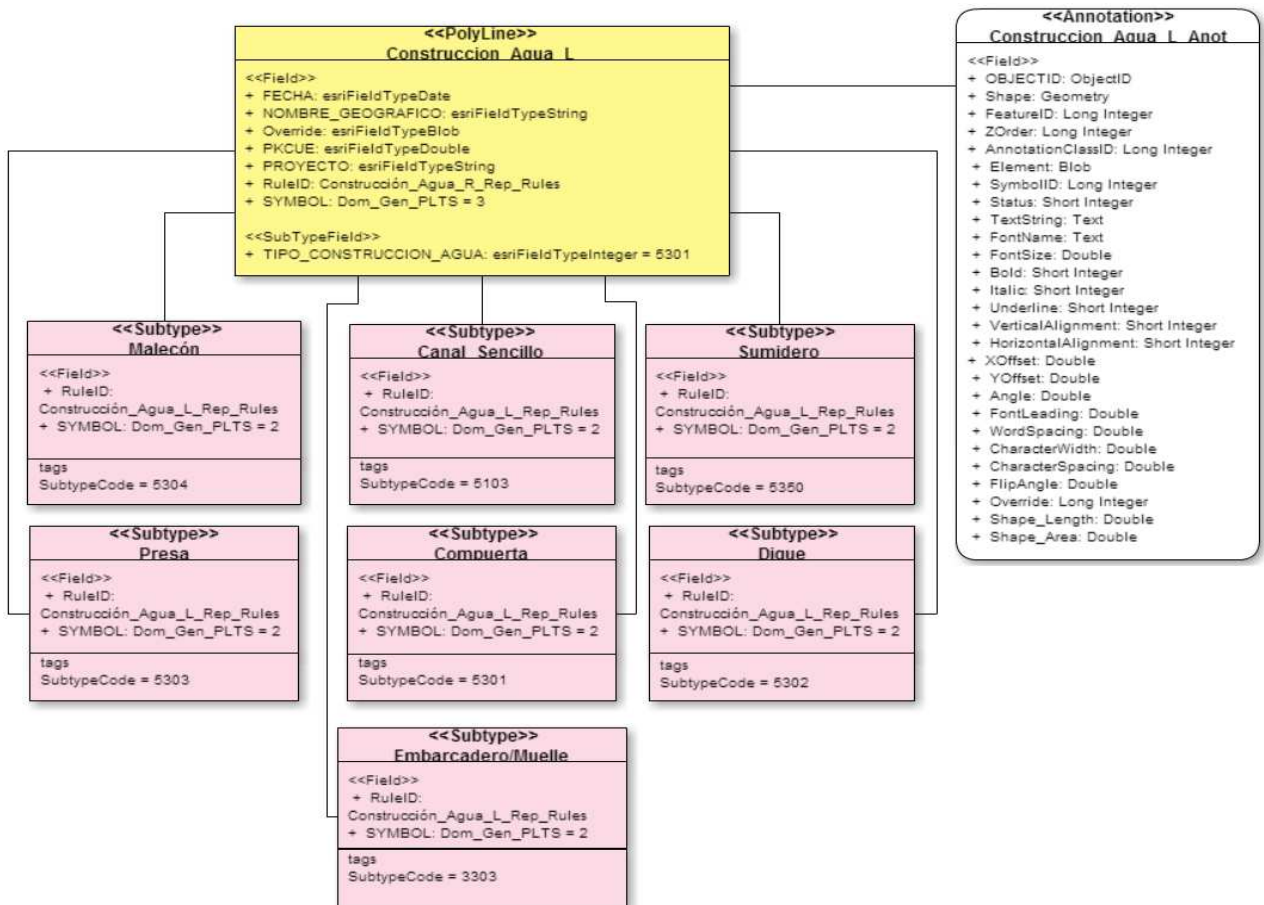 <<PolyLine>>
Construccion_Agua_L
<<Field>>
+ FECHA: esriFieldTypeDate
+ NOMBRE_GEOGRAFICO: esriFieldTypeString
+ Override: esriFieldTypeBlob
+ PKCUE: esriFieldTypeDouble
+ PROYECTO: esriFieldTypeString
+ RuleID: Construcción_Agua_R_Rep_Rules
+ SYMBOL: Dom_Gen_PLTS = 3
<<SubTypeField>>
+ TIPO_CONSTRUCCION_AGUA: esriFieldTypeInteger = 5301
<<Annotation>>
Construccion_Agua_L_Anot
<<Field>>
+ OBJECTID: ObjectID
+ Shape: Geometry
+ FeatureID: Long Integer
+ ZOrder: Long Integer
+ AnnotationClassID: Long Integer
+ Element: Blob
+ SymbolID: Long Integer
+ Status: Short Integer
+ TextString: Text
+ FontName: Text
+ FontSize: Double
+ Bold: Short Integer
+ Italic: Short Integer
+ Underline: Short Integer
+ VerticalAlignment: Short Integer
+ HorizontalAlignment: Short Integer
+ XOffset: Double
+ YOffset: Double
+ Angle: Double
+ FontLeading: Double
+ WordSpacing: Double
+ CharacterWidth: Double
+ CharacterSpacing: Double
+ FlipAngle: Double
+ Override: Long Integer
+ Shape_Length: Double
+ Shape_Area: Double
<<Subtype>>
Malecón
<<Field>>
+ RuleID:
Construcción_Agua_L_Rep_Rules
+ SYMBOL: Dom_Gen_PLTS = 2
tags
SubtypeCode = 5304
<<Subtype>>
Canal_Sencillo
<<Field>>
+ RuleID:
Construcción_Agua_L_Rep_Rules
+ SYMBOL: Dom_Gen_PLTS = 2
tags
SubtypeCode = 5103
<<Subtype>>
Sumidero
<<Field>>
+ RuleID:
Construcción_Agua_L_Rep_Rules
+ SYMBOL: Dom_Gen_PLTS = 2
tags
SubtypeCode = 5350
<<Subtype>>
Presa
<<Field>>
+ RuleID:
Construcción_Agua_L_Rep_Rules
+ SYMBOL: Dom_Gen_PLTS = 2
tags
SubtypeCode = 5303
<<Subtype>>
Compuerta
<<Field>>
+ RuleID:
Construcción_Agua_L_Rep_Rules
+ SYMBOL: Dom_Gen_PLTS = 2
tags
SubtypeCode = 5301
<<Subtype>>
Dique
<<Field>>
+ RuleID:
Construcción_Agua_L_Rep_Rules
+ SYMBOL: Dom_Gen_PLTS = 2
tags
SubtypeCode = 5302
<<Subtype>>
Embarcadero/Muelle
<<Field>>
+ RuleID:
Construcción_Agua_L_Rep_Rules
+ SYMBOL: Dom_Gen_PLTS = 2
tags
SubtypeCode = 3303